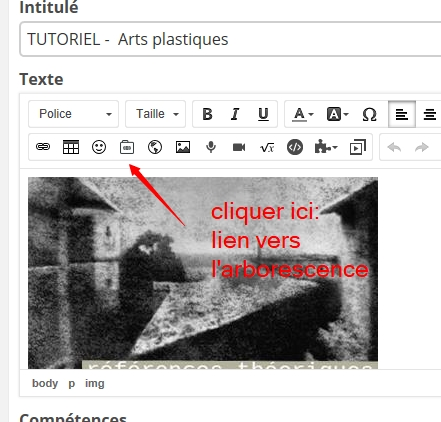 Intitulé
TUTORIEL - Arts plastiques
Texte
Police Taille B I U A A Ω
√x
cliquer ici:
lien vers
l'arborescence
références théoriques
body p img
Compétences